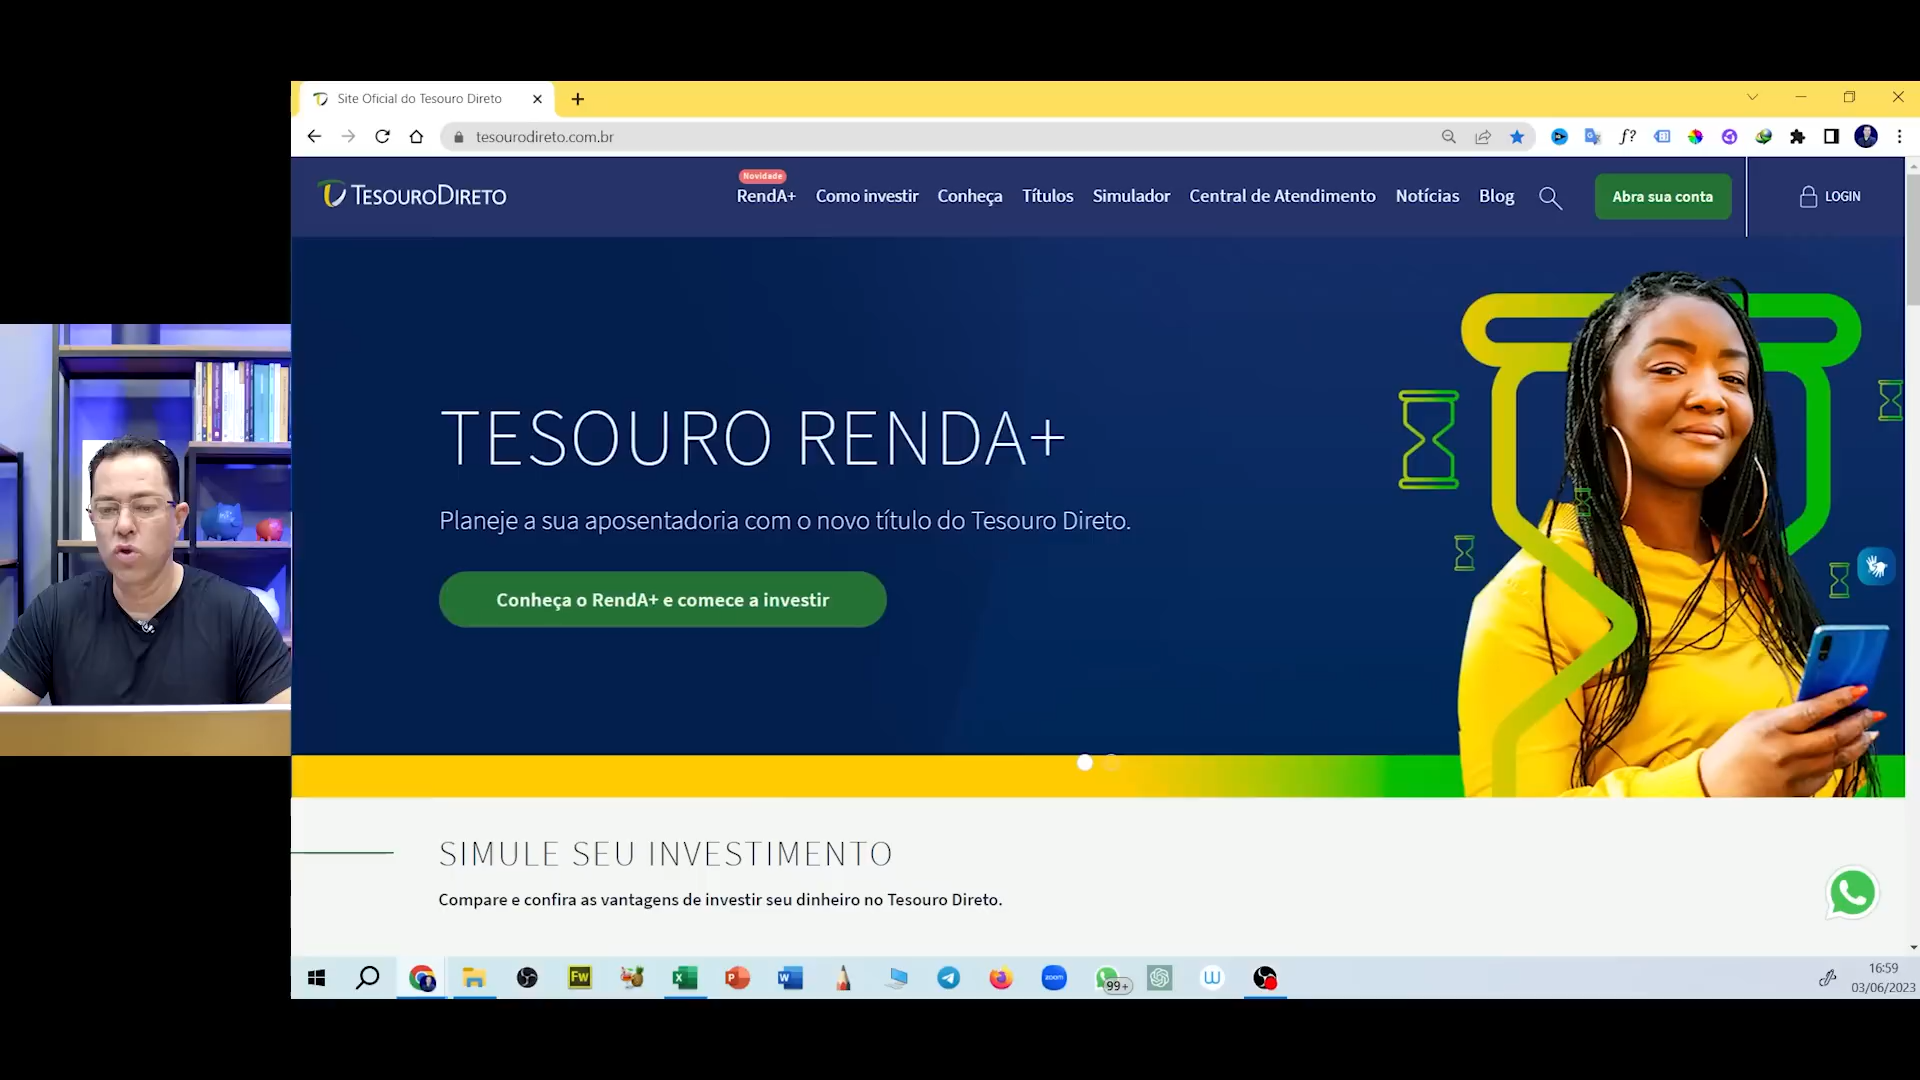 Site Oficial do Tesouro Direto
tesourodireto.com.br
f?
TESOURODIRETO
Novidade
RendA+ Como investir Conheça Títulos Simulador Central de Atendimento Notícias Blog Abra sua conta LOGIN
TESOURO RENDA+
Planeje a sua aposentadoria com o novo título do Tesouro Direto.
Conheça o RendA+ e comece a investir
SIMULE SEU INVESTIMENTO
Compare e confira as vantagens de investir seu dinheiro no Tesouro Direto.
Fw
zoom
99+
16:59
03/06/2023